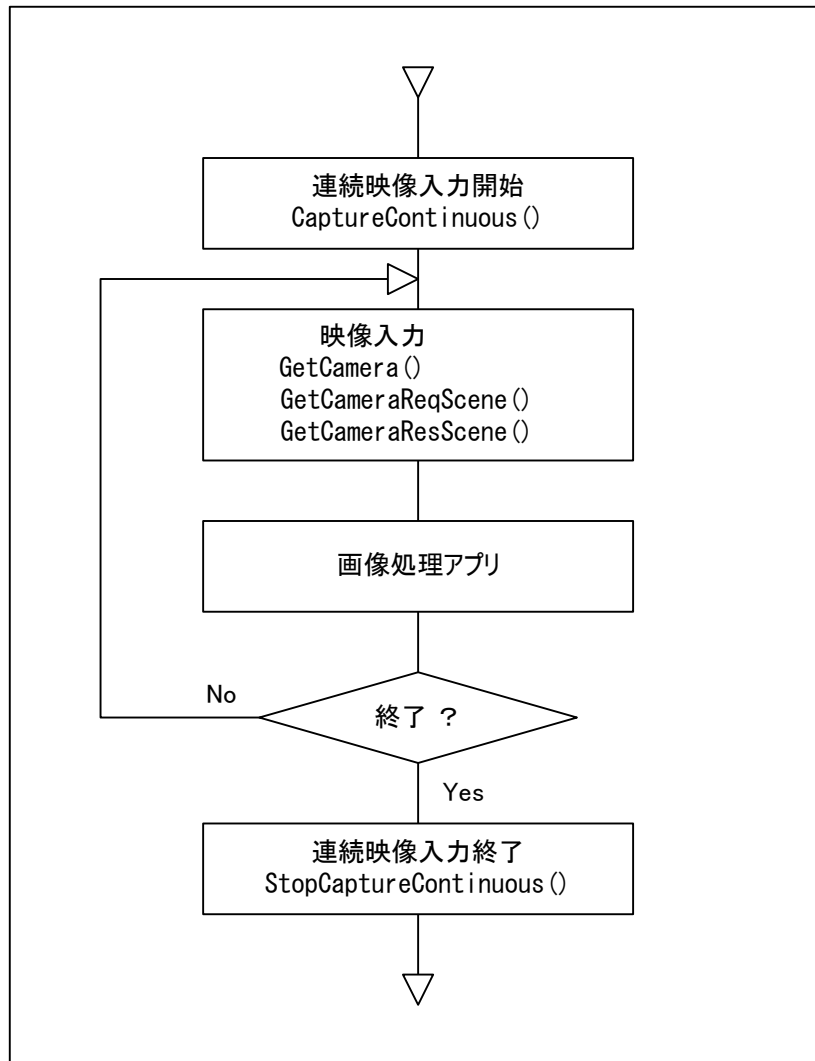 連続映像入力開始
CaptureContinuous()
映像入力
GetCamera()
GetCameraReqScene()
GetCameraResScene()
画像処理アプリ
No
終了 ?
Yes
連続映像入力終了
StopCaptureContinuous()